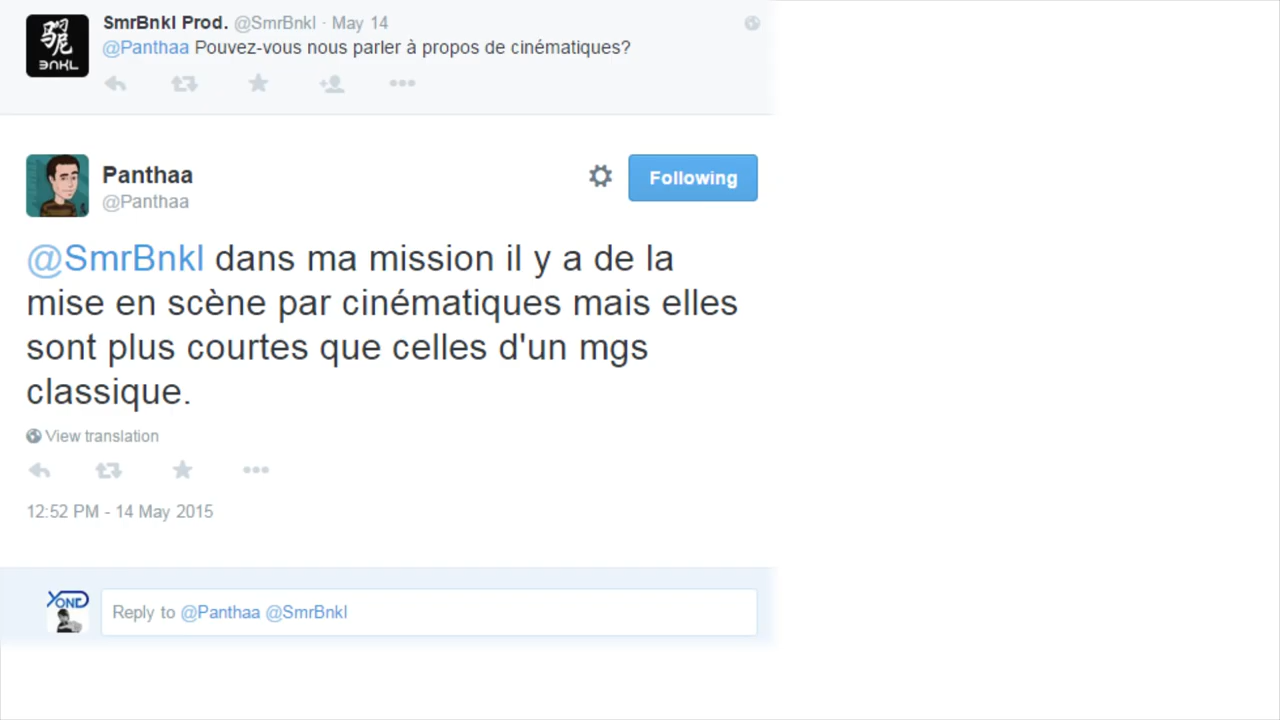 SmrBnkl Prod. @SmrBnkl · May 14
@Panthaa Pouvez-vous nous parler à propos de cinématiques?
BNKL
Panthaa
@Panthaa
Following
@SmrBnkl dans ma mission il y a de la
mise en scène par cinématiques mais elles
sont plus courtes que celles d'un mgs
classique.
View translation
12:52 PM - 14 May 2015
YONG
Reply to @Panthaa @SmrBnkl